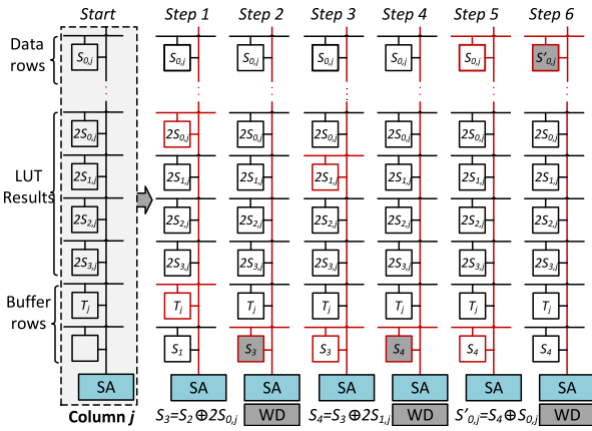 Start Step 1 Step 2 Step 3 Step 4 Step 5 Step 6
Data rows
S0,j S0,j S0,j S0,j S0,j S0,j S'0,j
LUT Results
2S0,j 2S0,j 2S0,j 2S0,j 2S0,j 2S0,j 2S0,j
2S1,j 2S1,j 2S1,j 2S1,j 2S1,j 2S1,j 2S1,j
2S2,j 2S2,j 2S2,j 2S2,j 2S2,j 2S2,j 2S2,j
2S3,j 2S3,j 2S3,j 2S3,j 2S3,j 2S3,j 2S3,j
Buffer rows
Tj Tj Tj Tj Tj Tj Tj
S1 S3 S3 S4 S4 S4
SA SA SA SA SA SA SA
Column j S3=S2⊕2S0,j WD S4=S3⊕2S1,j WD S'0,j=S4⊕S0,j WD